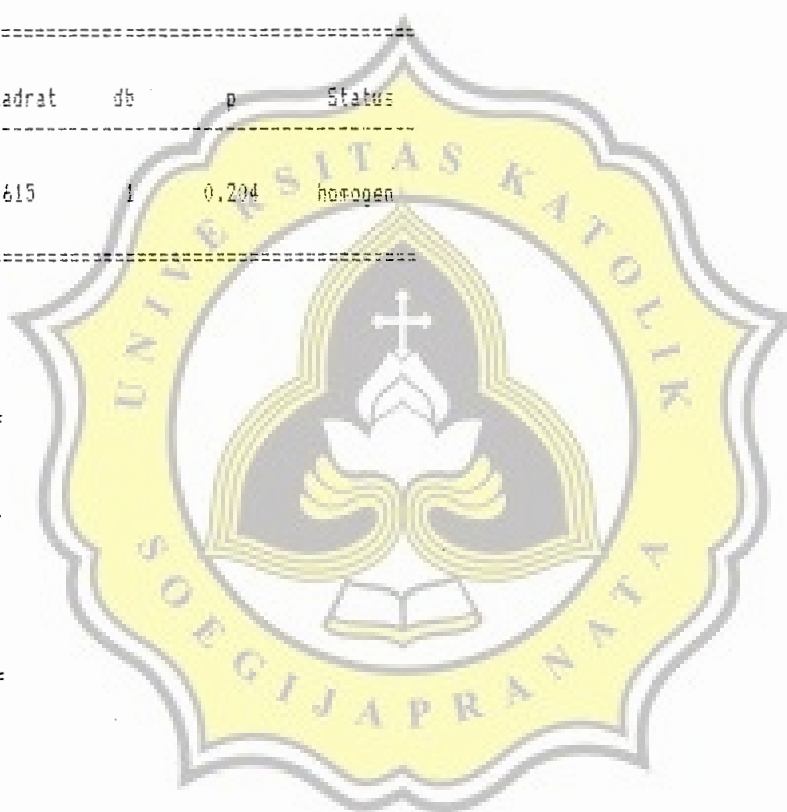 adrat db p Status
615 1 0.204 homogen
UNIVERSITAS KATOLIK
SOEGIJAPRANATA